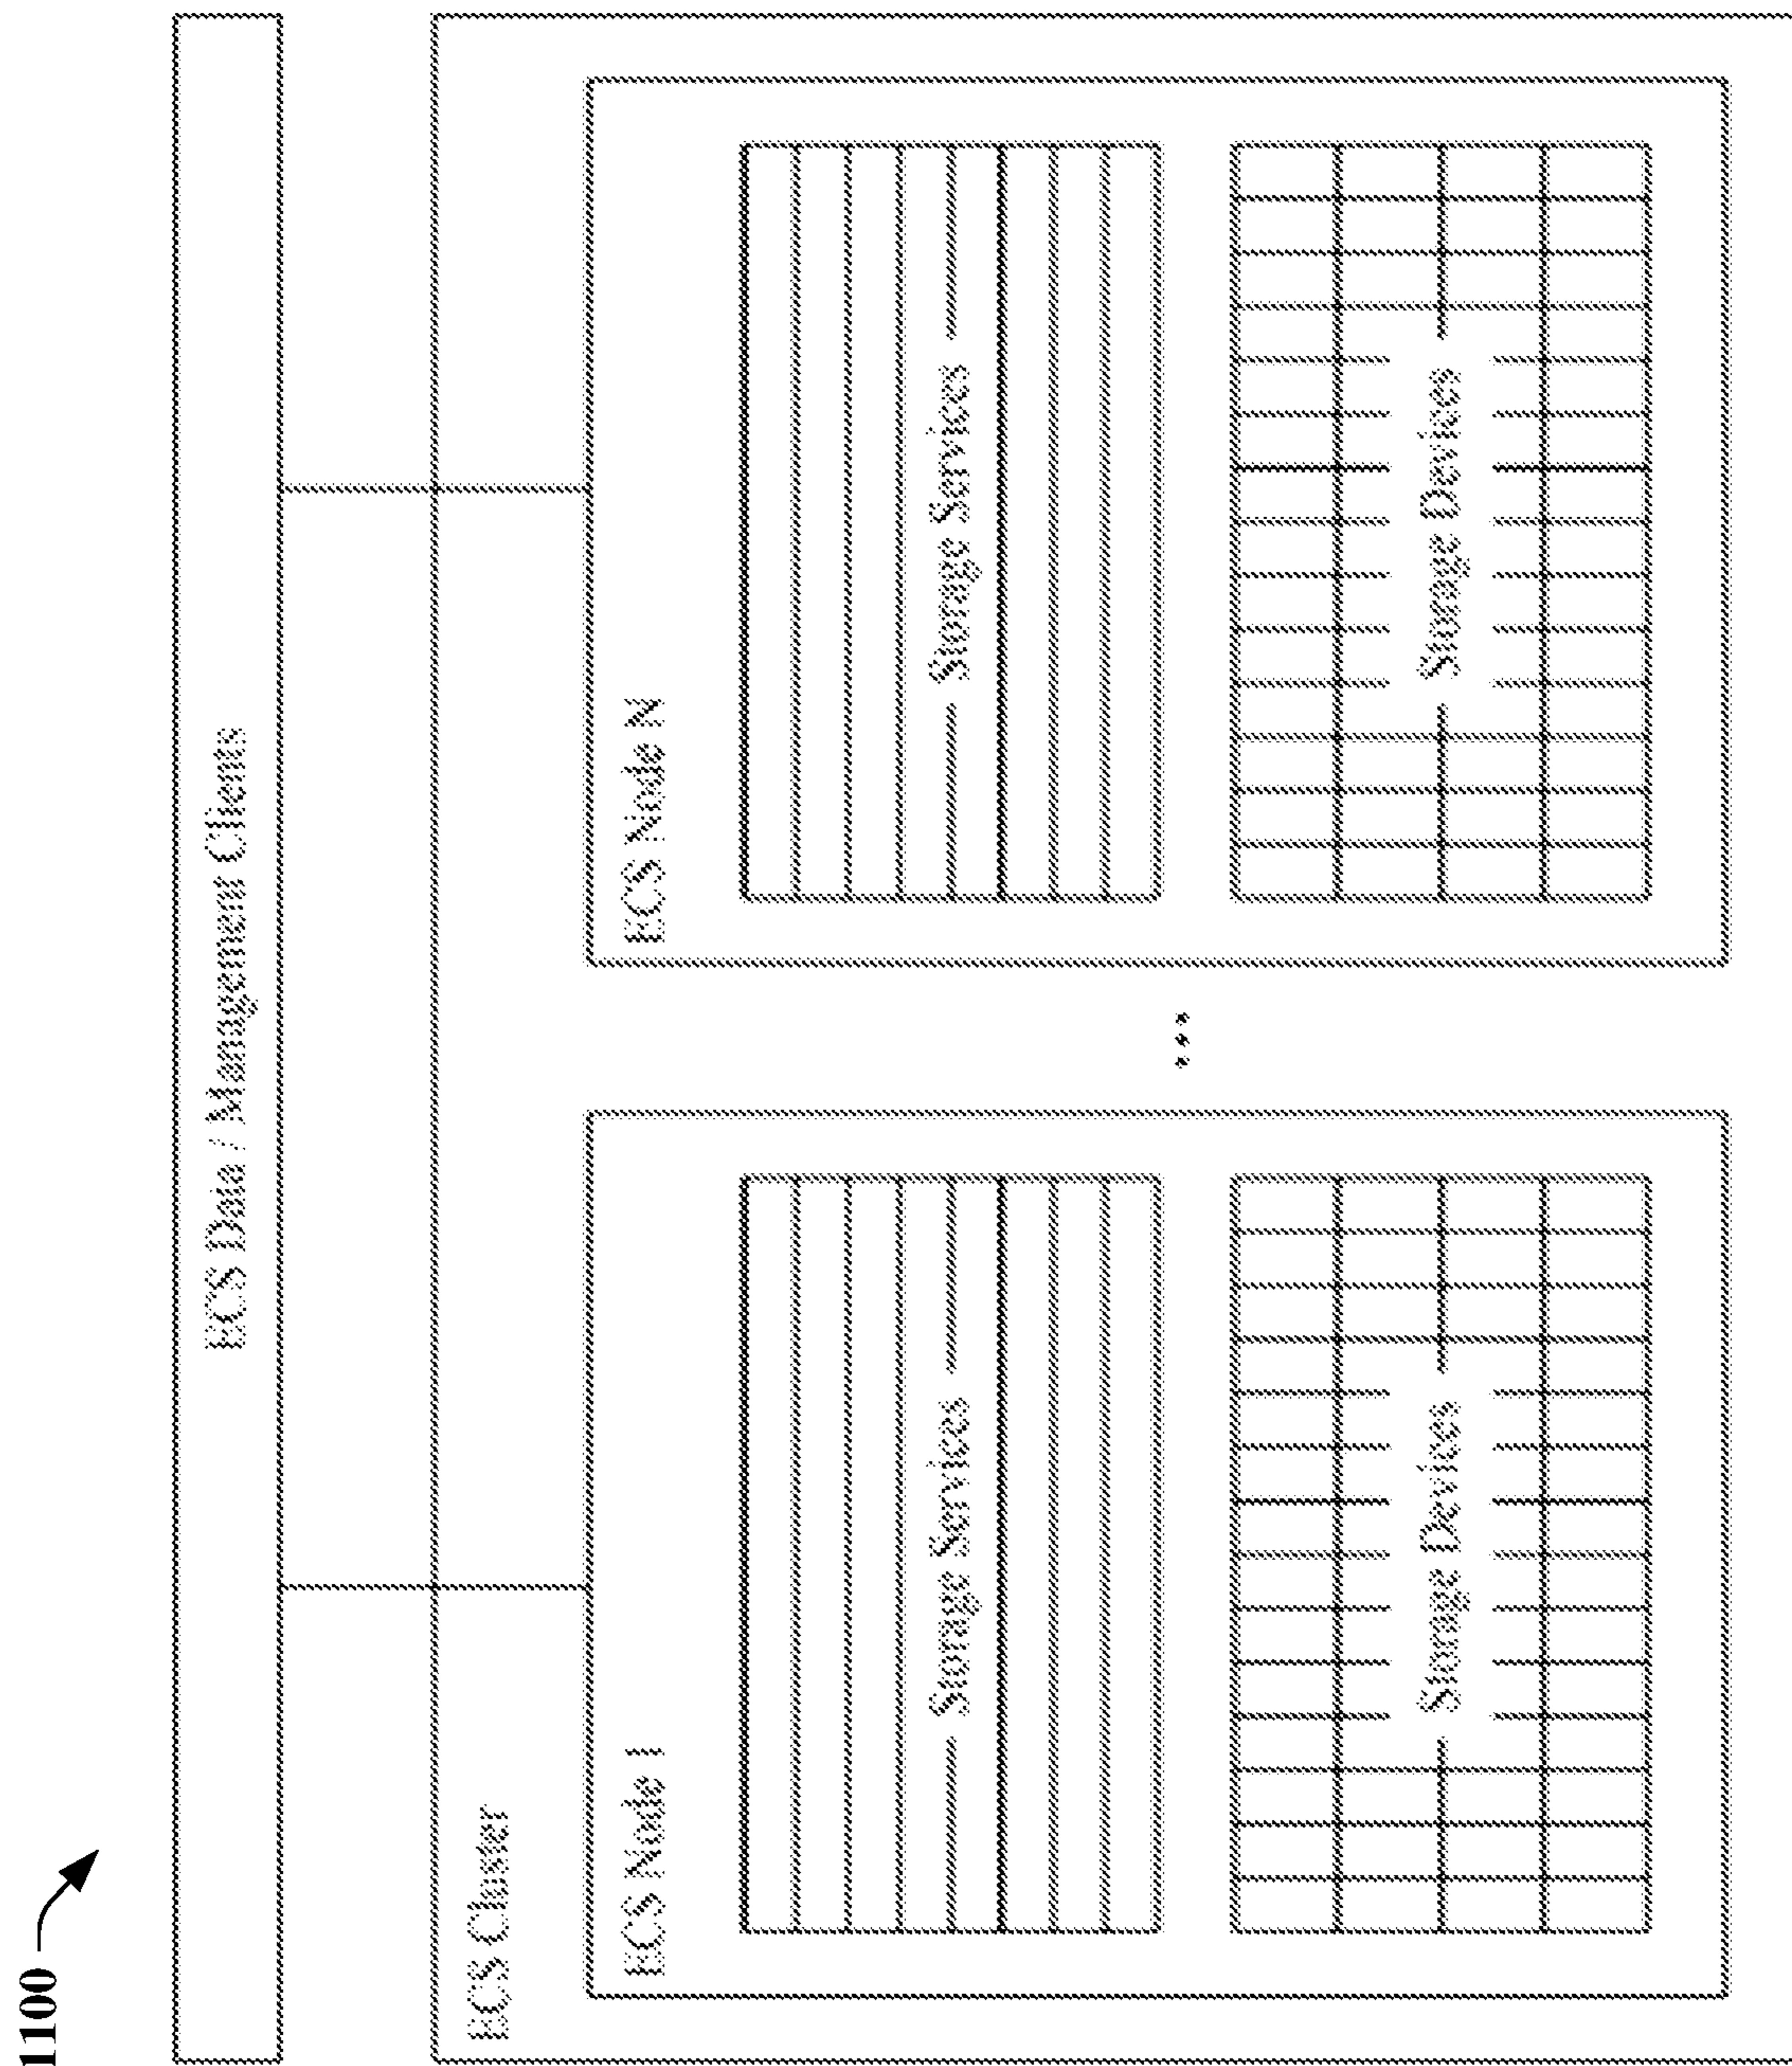 1100
ECS Data / Management Clients
ECS Cluster
ECS Node 1
Storage Services
Storage Devices
...
ECS Node N
Storage Services
Storage Devices